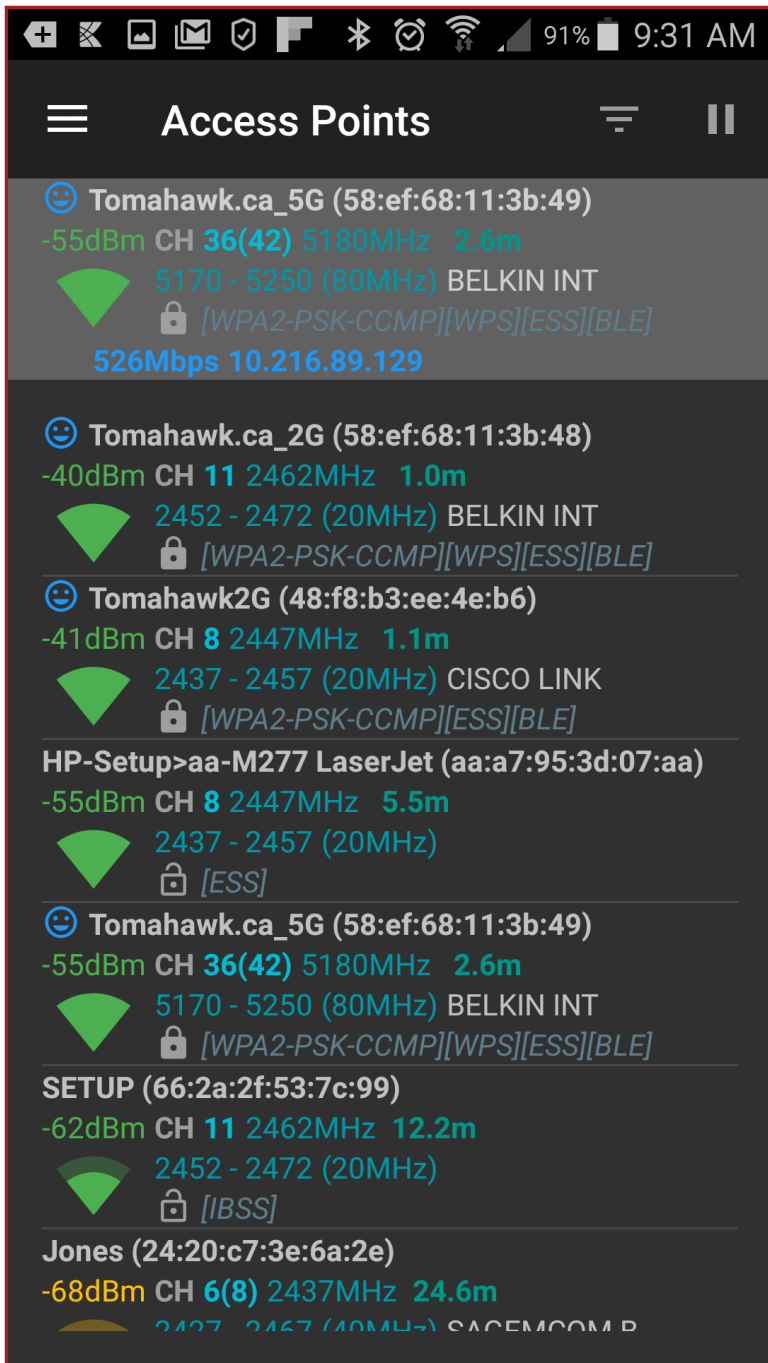 91% 9:31 AM
Access Points
Tomahawk.ca_5G (58:ef:68:11:3b:49)
-55dBm CH 36(42) 5180MHz 2.6m
5170 - 5250 (80MHz) BELKIN INT
[WPA2-PSK-CCMP][WPS][ESS][BLE]
526Mbps 10.216.89.129
Tomahawk.ca_2G (58:ef:68:11:3b:48)
-40dBm CH 11 2462MHz 1.0m
2452 - 2472 (20MHz) BELKIN INT
[WPA2-PSK-CCMP][WPS][ESS][BLE]
Tomahawk2G (48:f8:b3:ee:4e:b6)
-41dBm CH 8 2447MHz 1.1m
2437 - 2457 (20MHz) CISCO LINK
[WPA2-PSK-CCMP][ESS][BLE]
HP-Setup>aa-M277 LaserJet (aa:a7:95:3d:07:aa)
-55dBm CH 8 2447MHz 5.5m
2437 - 2457 (20MHz)
[ESS]
Tomahawk.ca_5G (58:ef:68:11:3b:49)
-55dBm CH 36(42) 5180MHz 2.6m
5170 - 5250 (80MHz) BELKIN INT
[WPA2-PSK-CCMP][WPS][ESS][BLE]
SETUP (66:2a:2f:53:7c:99)
-62dBm CH 11 2462MHz 12.2m
2452 - 2472 (20MHz)
[IBSS]
Jones (24:20:c7:3e:6a:2e)
-68dBm CH 6(8) 2437MHz 24.6m
2427 - 2467 (40MHz) SAGEMCOM B